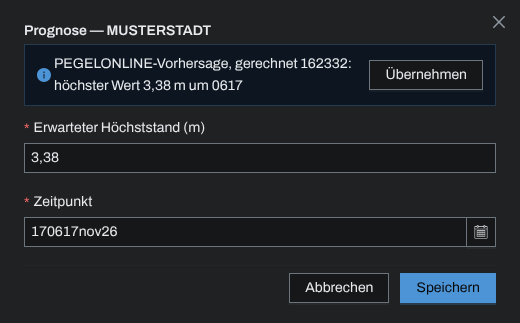 Prognose — MUSTERSTADT
PEGELONLINE-Vorhersage, gerechnet 162332:
höchster Wert 3,38 m um 0617
Übernehmen
* Erwarteter Höchststand (m)
3,38
* Zeitpunkt
170617nov26
Abbrechen
Speichern